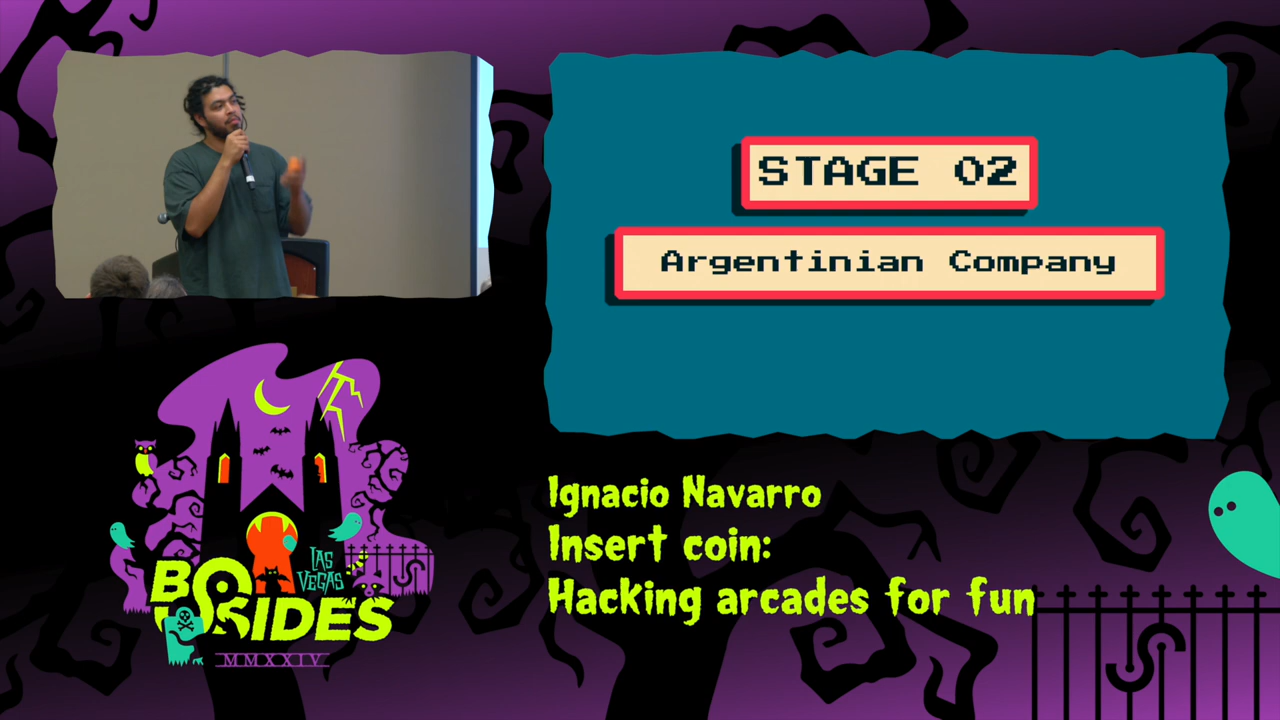 STAGE 02
Argentinian Company
Ignacio Navarro
Insert coin:
Hacking arcades for fun
LAS
VEGAS
BSIDES
MMXXIV